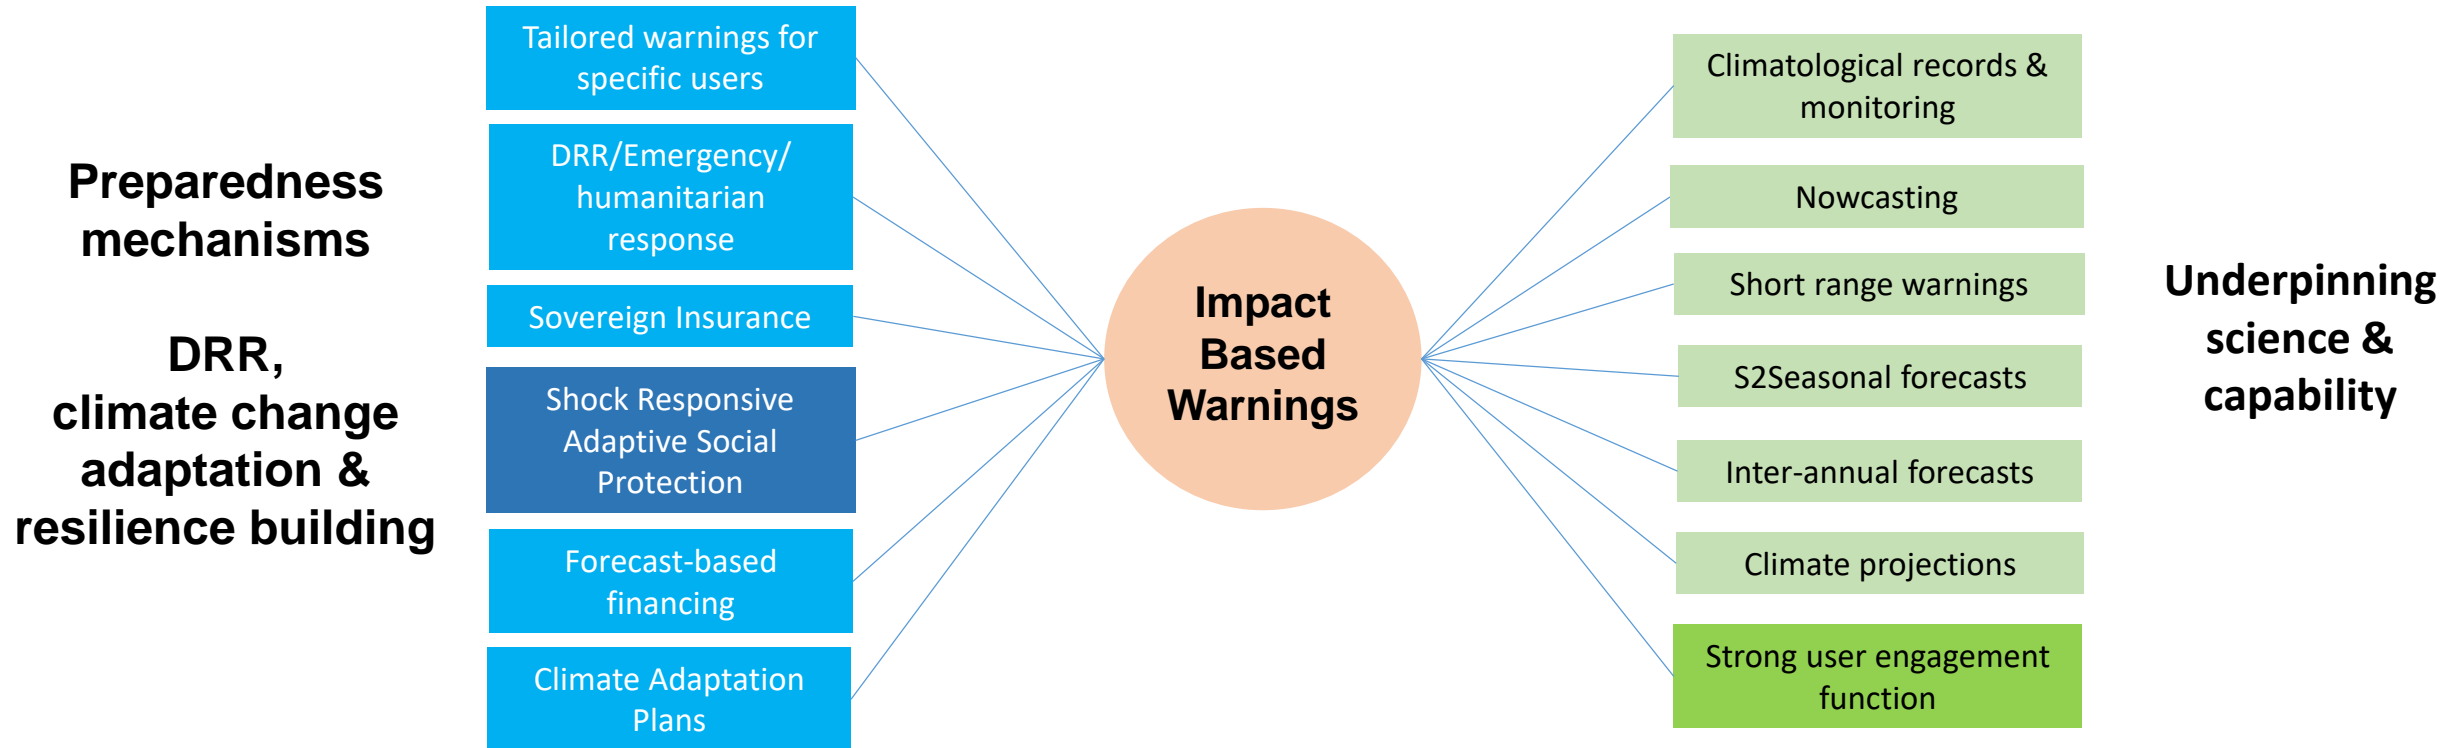 Preparedness
mechanisms
DRR,
climate change
adaptation &
resilience building
Tailored warnings for
specific users
DRR/Emergency/
humanitarian
response
Sovereign Insurance
Shock Responsive
Adaptive Social
Protection
Forecast-based
financing
Climate Adaptation
Plans
Impact
Based
Warnings
Climatological records &
monitoring
Nowcasting
Short range warnings
S2Seasonal forecasts
Inter-annual forecasts
Climate projections
Strong user engagement
function
Underpinning
science &
capability